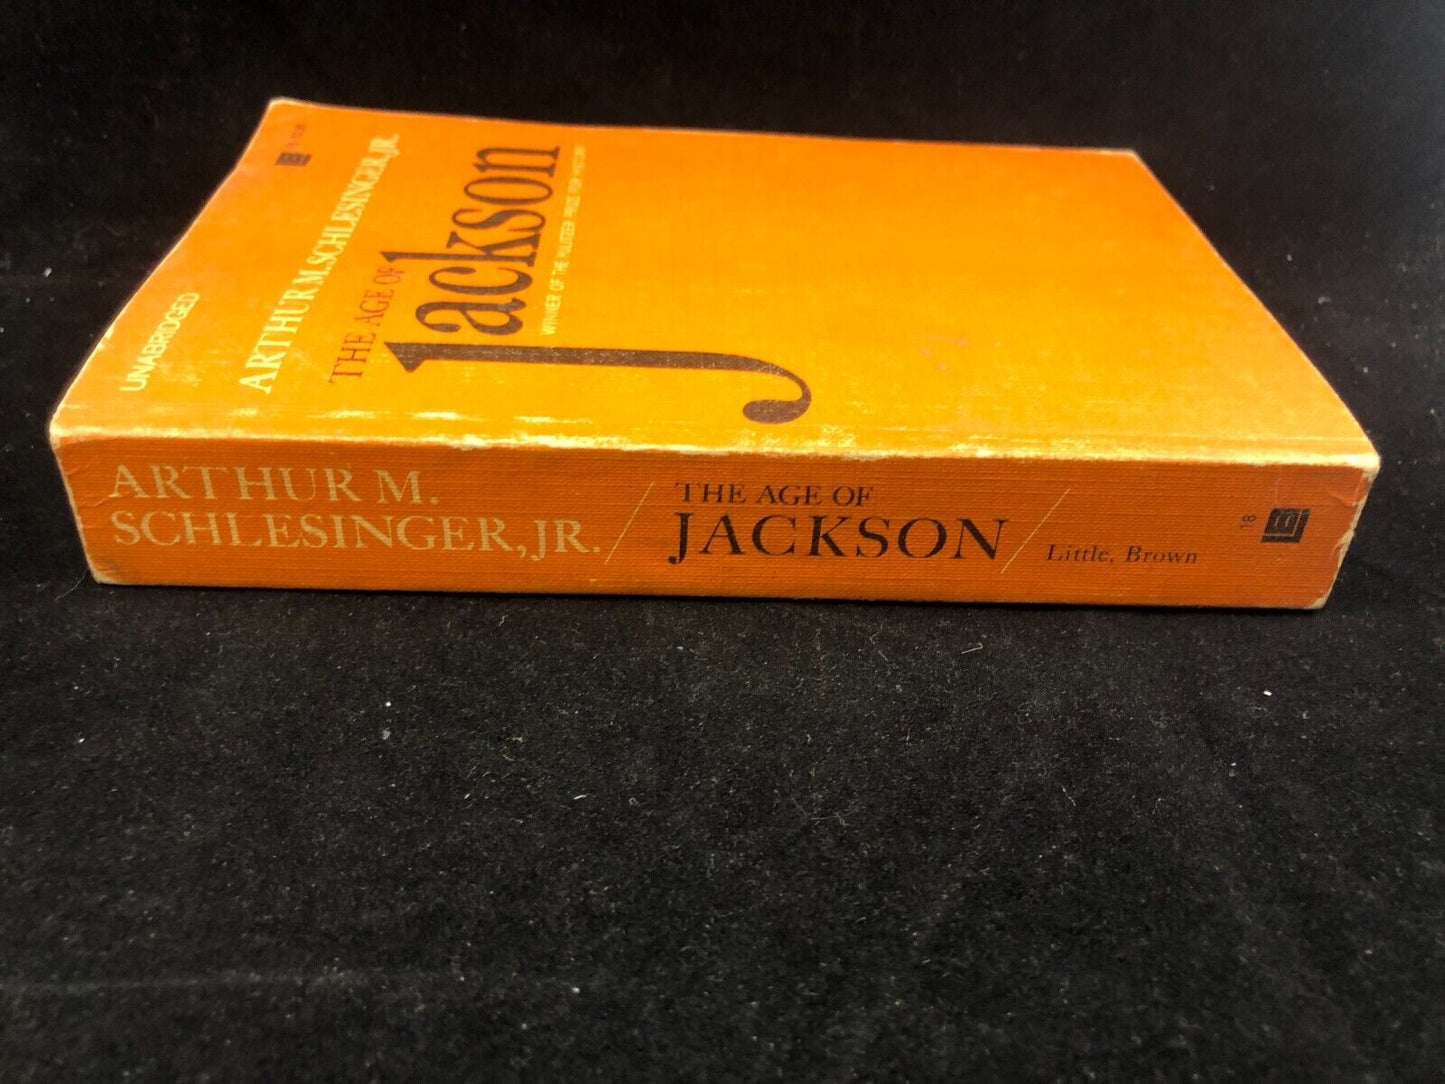 UNABRIDGED
ARTHUR M. SCHLESINGER, JR.
THE AGE OF
Jackson
WINNER OF THE PULITZER PRIZE FOR HISTORY
ARTHUR M.
SCHLESINGER, JR.
/
THE AGE OF
JACKSON
/
Little, Brown
18